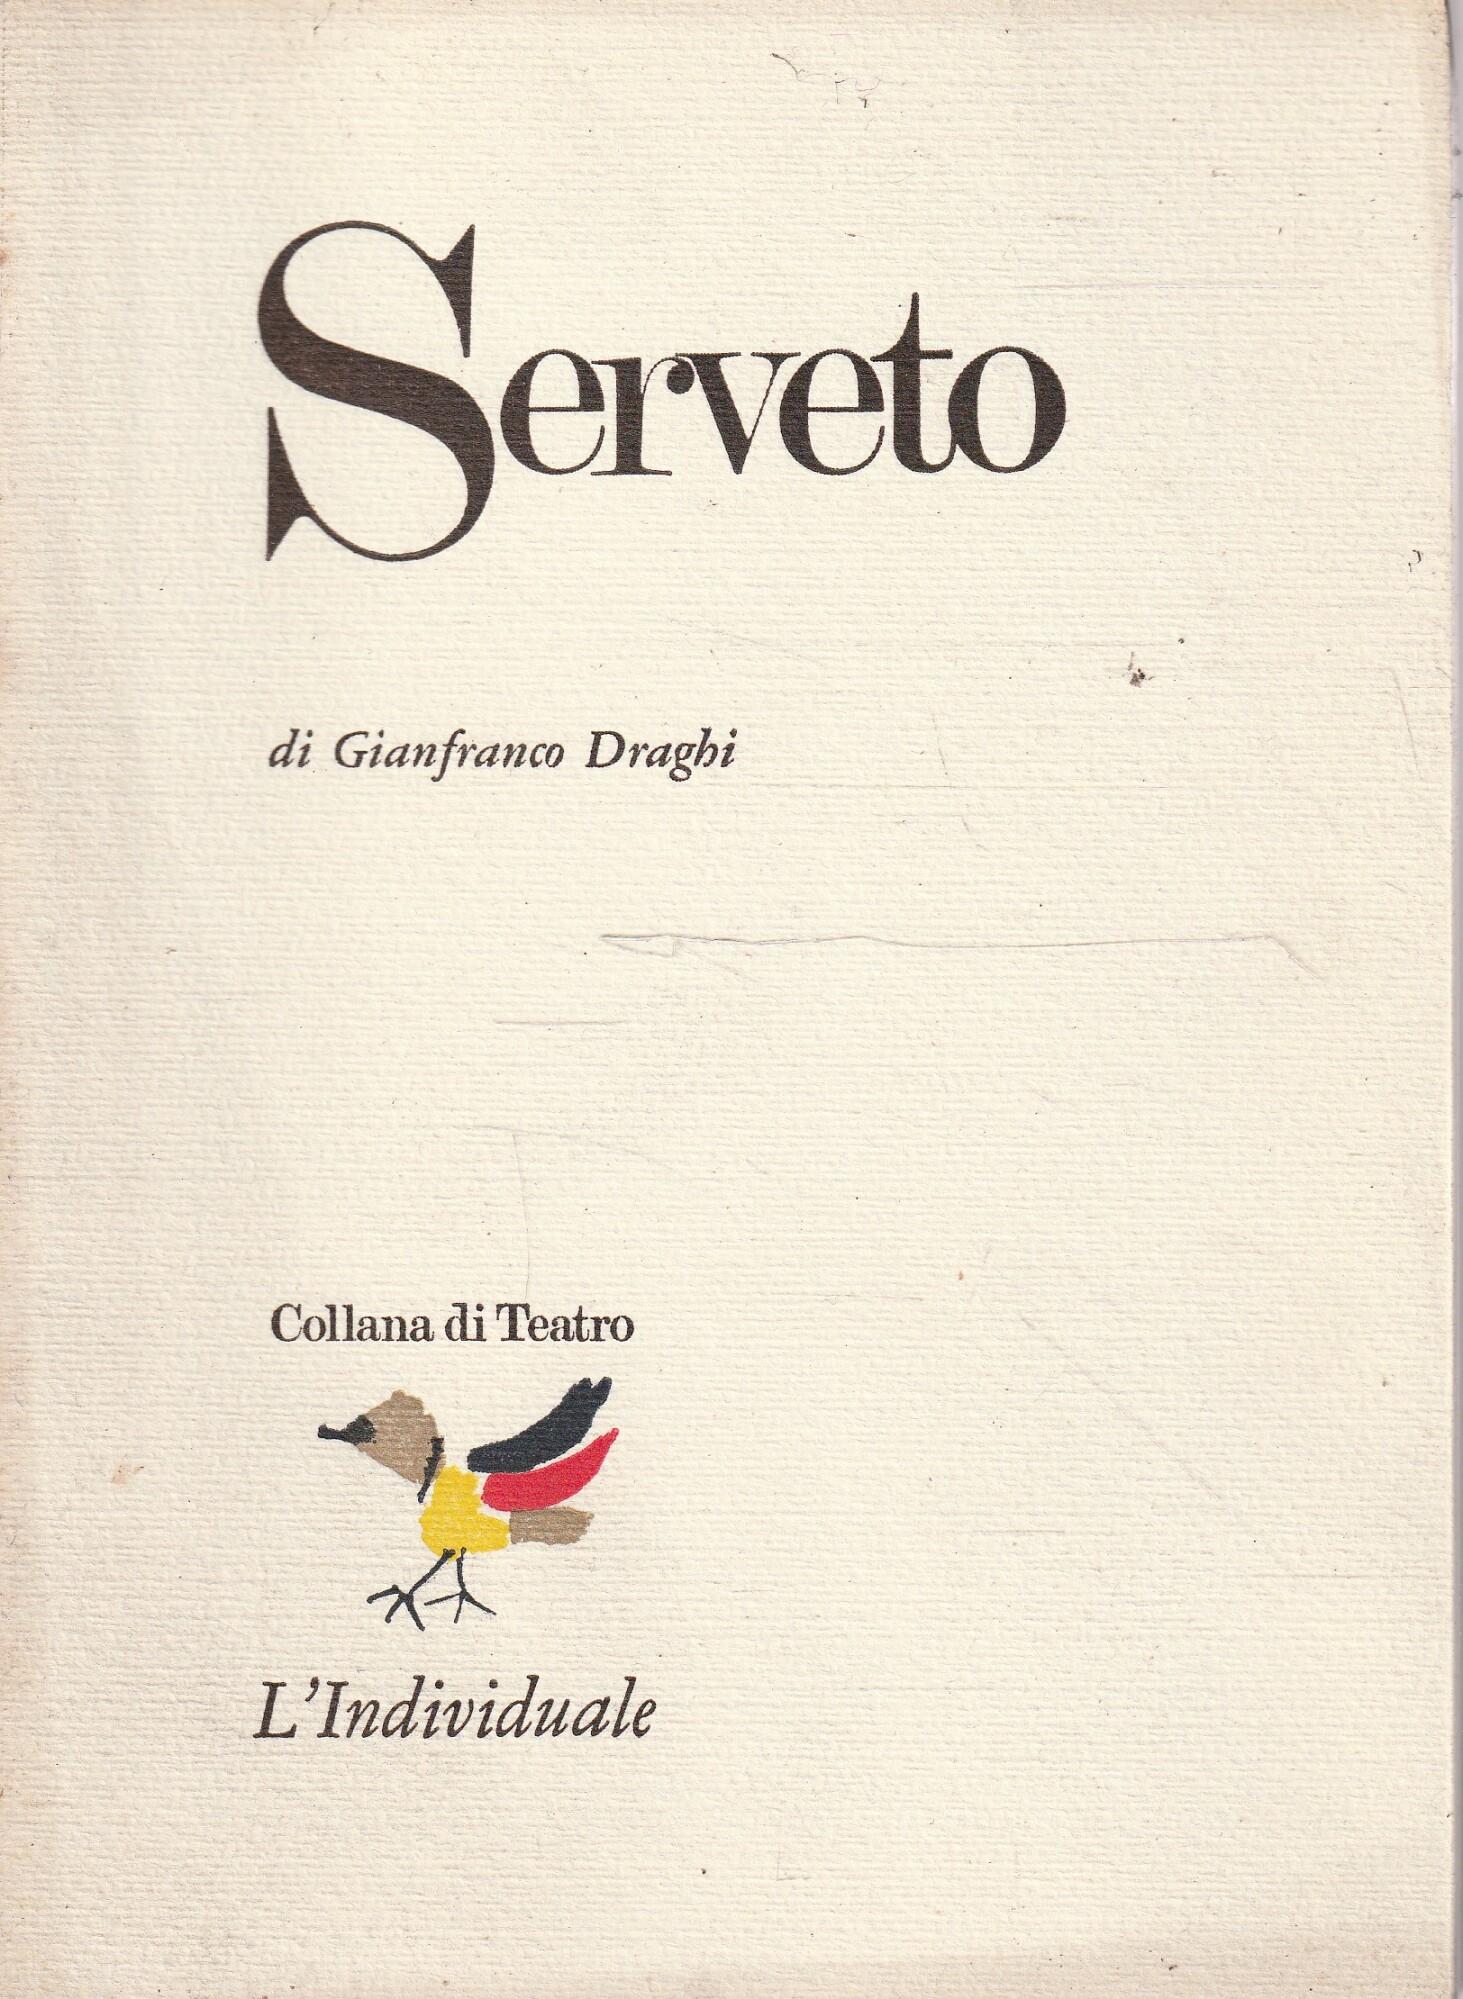 Serveto
di Gianfranco Draghi
Collana di Teatro
L'Individuale